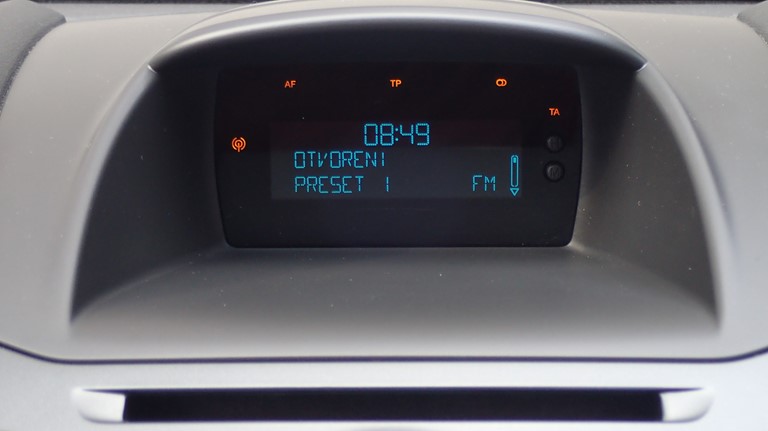 AF TP
TA
08:49
OTVORENI
PRESET 1 FM